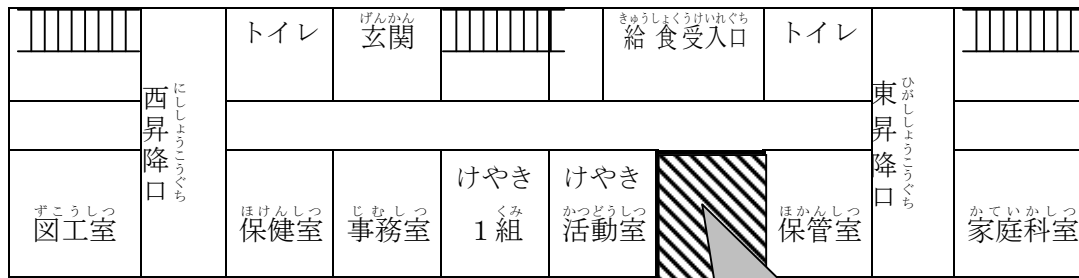 トイレ
げんかん
玄関
きゅうしょくうけいれぐち
給食受入口
トイレ
西昇降口
にししょうこうぐち
東昇降口
ひがししょうこうぐち
ずこうしつ
図工室
ほけんしつ
保健室
じむしつ
事務室
けやき
くみ
1組
けやき
かつどうしつ
活動室
ほかんしつ
保管室
かていかしつ
家庭科室